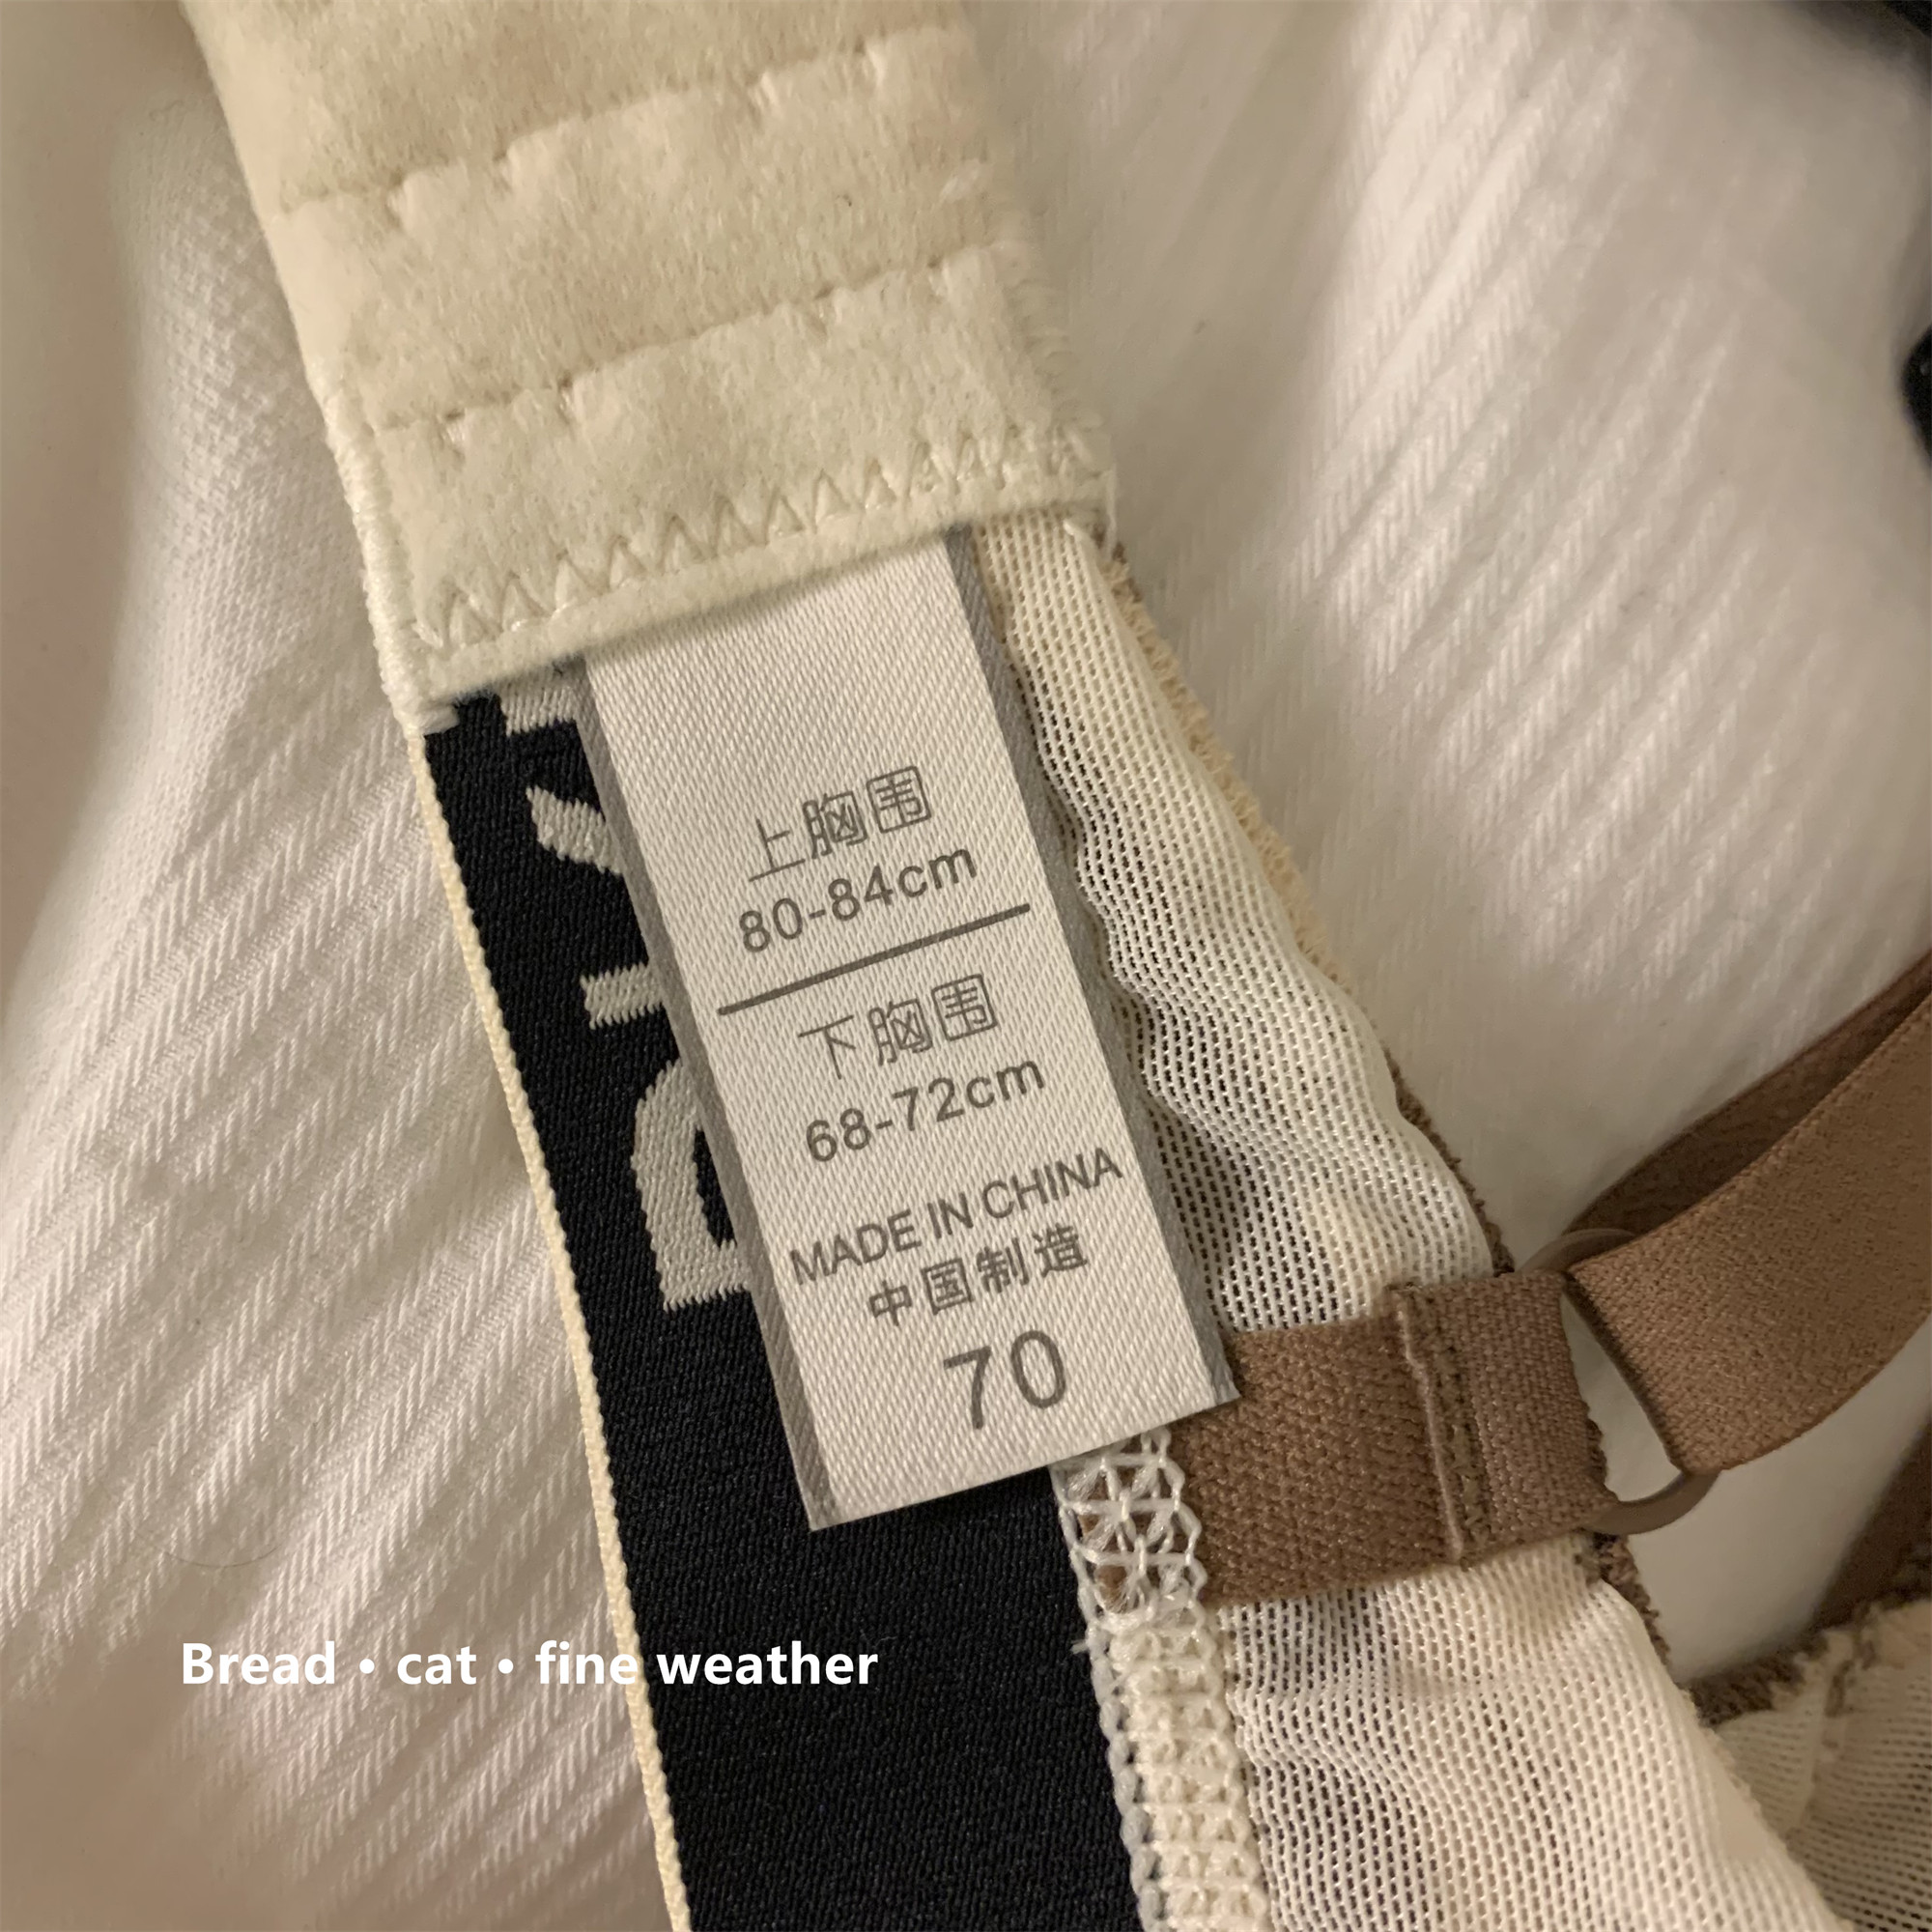 上胸围
80-84cm
下胸围
68-72cm
MADE IN CHINA
中国制造
70
Bread • cat • fine weather